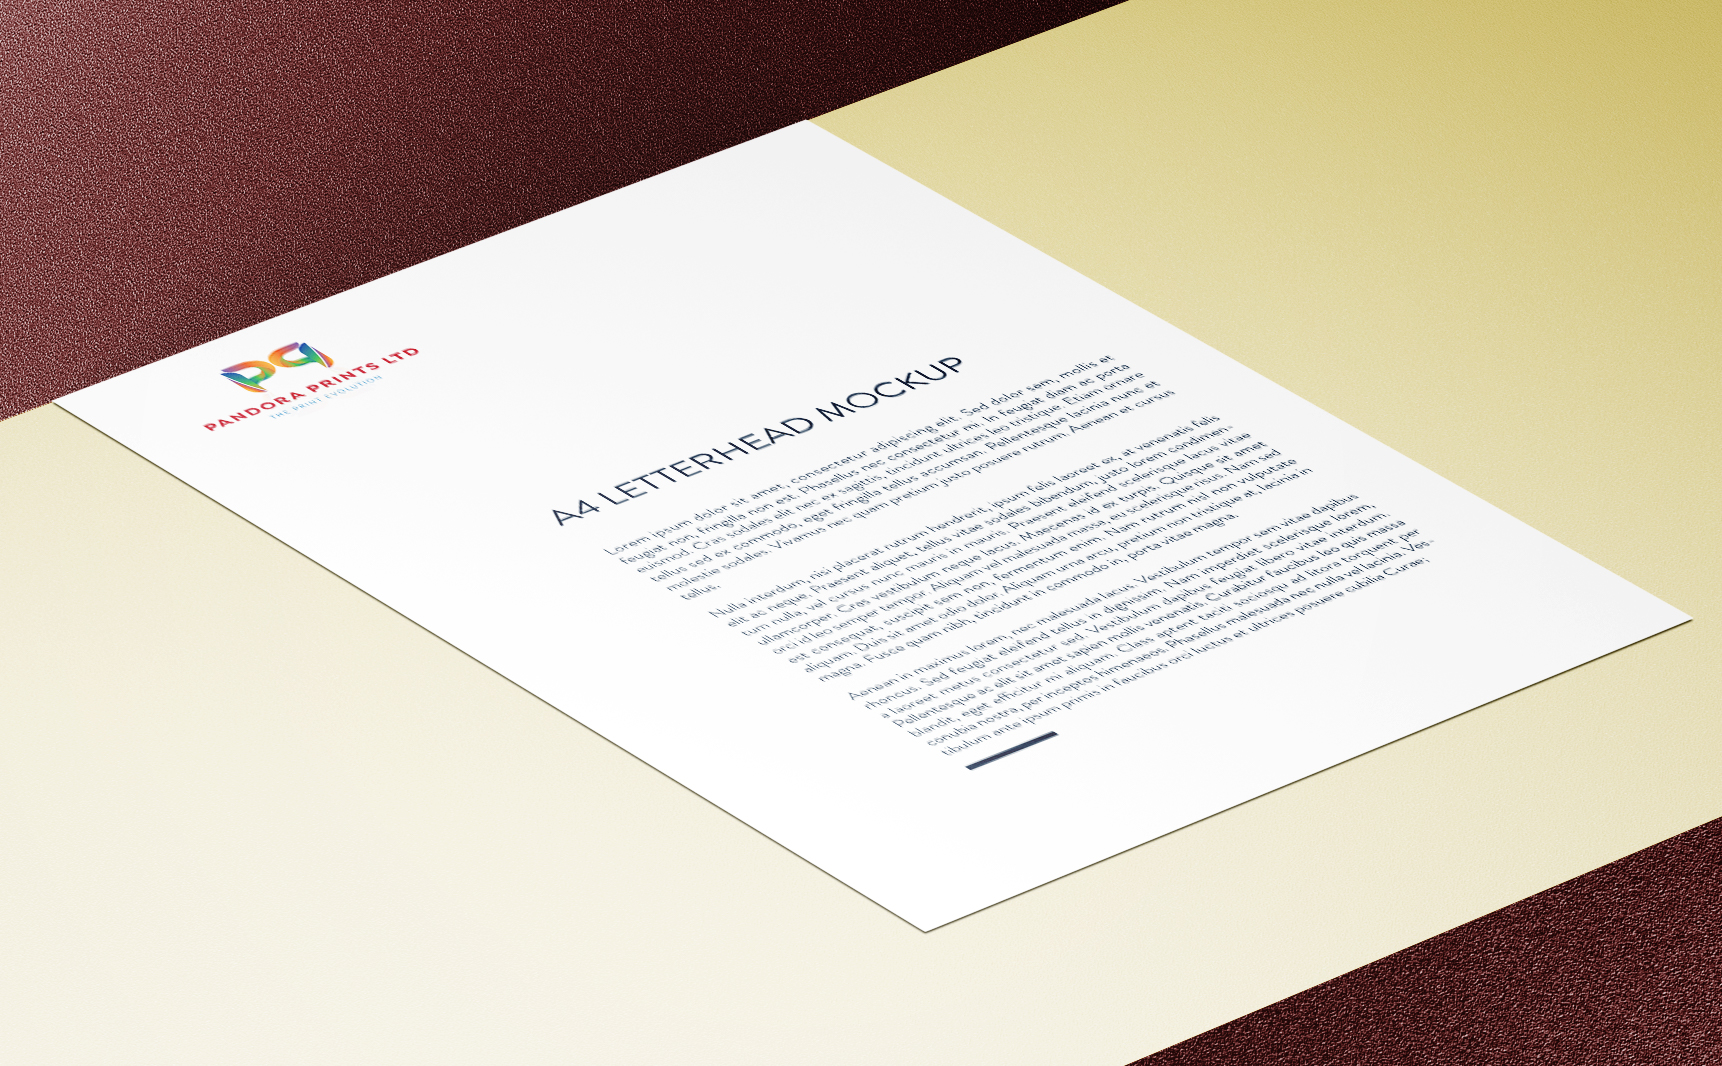 PANDORA PRINTS LTD
THE PRINT EVOLUTION
A4 LETTERHEAD MOCKUP
Lorem ipsum dolor sit amet, consectetur adipiscing elit. Sed dolor sem, mollis et
feugiat non, fringilla non est. Phasellus nec consectetur mi. In feugiat diam ac porta
euismod. Cras sodales elit nec ex sagittis, tincidunt ultrices leo tristique. Etiam ornare
tellus sed ex commodo, eget fringilla tellus accumsan. Pellentesque lacinia nunc et
molestie sodales. Vivamus nec quam pretium justo posuere rutrum. Aenean et cursus
tellus.
Nulla interdum, nisi placerat rutrum hendrerit, ipsum felis laoreet ex, at venenatis felis
elit ac neque. Praesent aliquet, tellus vitae sodales bibendum, justo lorem condimen-
tum nulla, vel cursus nunc mauris in mauris. Praesent eleifend scelerisque lacus vitae
ullamcorper. Cras vestibulum neque lacus. Maecenas id ex turpis. Quisque sit amet
orci id leo semper tempor. Aliquam vel malesuada massa, eu scelerisque risus. Nam sed
est consequat, suscipit sem non, fermentum enim. Nam rutrum nisl non vulputate
aliquam. Duis sit amet odio dolor. Aliquam urna arcu, pretium non tristique at, lacinia in
magna. Fusce quam nibh, tincidunt in commodo in, porta vitae magna.
Aenean in maximus lorem, nec malesuada lacus. Vestibulum tempor sem vitae dapibus
rhoncus. Sed feugiat eleifend tellus in dignissim. Nam imperdiet scelerisque lorem,
a laoreet metus consectetur sed. Vestibulum dapibus feugiat libero vitae interdum.
Pellentesque ac elit sit amet sapien mollis venenatis. Curabitur faucibus leo quis massa
blandit, eget efficitur mi aliquam. Class aptent taciti sociosqu ad litora torquent per
conubia nostra, per inceptos himenaeos. Phasellus malesuada nec nulla vel lacinia. Ves-
tibulum ante ipsum primis in faucibus orci luctus et ultrices posuere cubilia Curae;